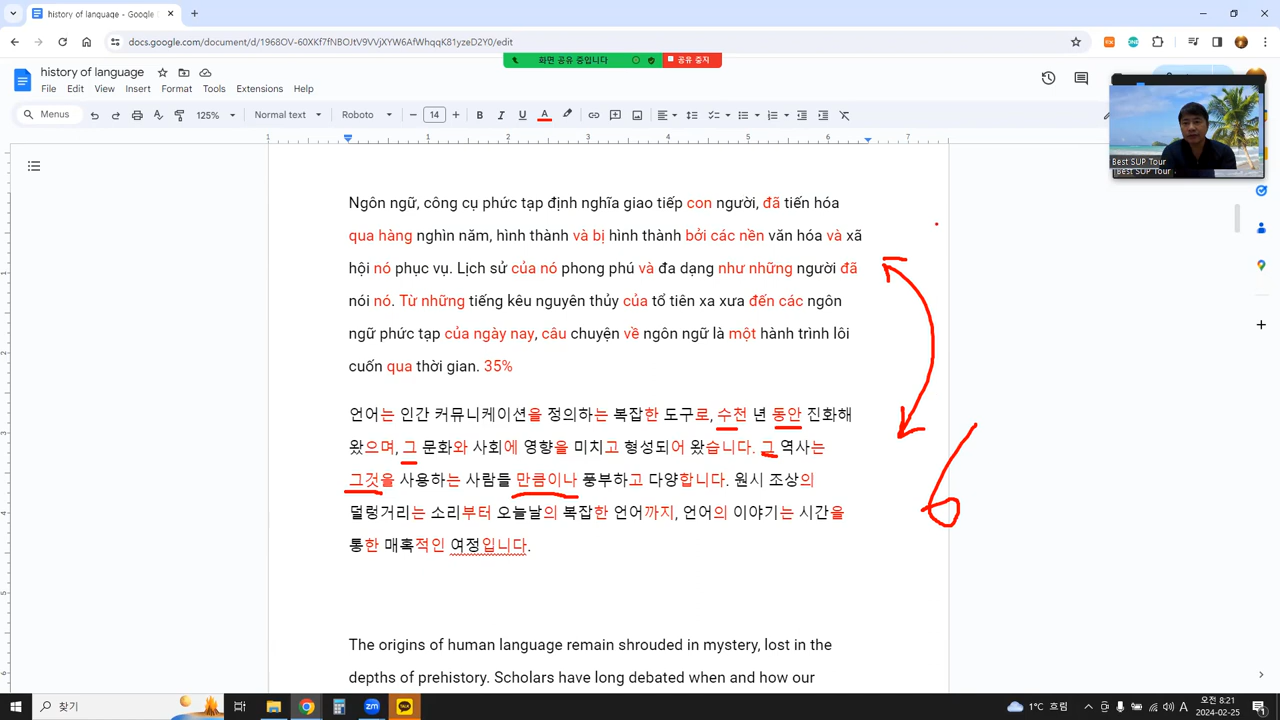 history of language - Google S
docs.google.com/document/d/1968OV-60XKf7fNBOJtV9VVjXYW6AfWhqqK81yzeD2Y0/edit
화면 공유 중입니다
공유 중지
history of language
File Edit View Insert Format Tools Extensions Help
Menus 125% Normal text Roboto 14 B I U A
1 1 2 3 4 5 6 7
Best SUP Tour
Best SUP Tour
Ngôn ngữ, công cụ phức tạp định nghĩa giao tiếp con người, đã tiến hóa
qua hàng nghìn năm, hình thành và bị hình thành bởi các nền văn hóa và xã
hội nó phục vụ. Lịch sử của nó phong phú và đa dạng như những người đã
nói nó. Từ những tiếng kêu nguyên thủy của tổ tiên xa xưa đến các ngôn
ngữ phức tạp của ngày nay, câu chuyện về ngôn ngữ là một hành trình lôi
cuốn qua thời gian. 35%
언어는 인간 커뮤니케이션을 정의하는 복잡한 도구로, 수천 년 동안 진화해
왔으며, 그 문화와 사회에 영향을 미치고 형성되어 왔습니다. 그 역사는
그것을 사용하는 사람들 만큼이나 풍부하고 다양합니다. 원시 조상의
덜렁거리는 소리부터 오늘날의 복잡한 언어까지, 언어의 이야기는 시간을
통한 매혹적인 여정입니다.
6
The origins of human language remain shrouded in mystery, lost in the
depths of prehistory. Scholars have long debated when and how our
찾기
1°C 흐림
A
오전 8:21
2024-02-25